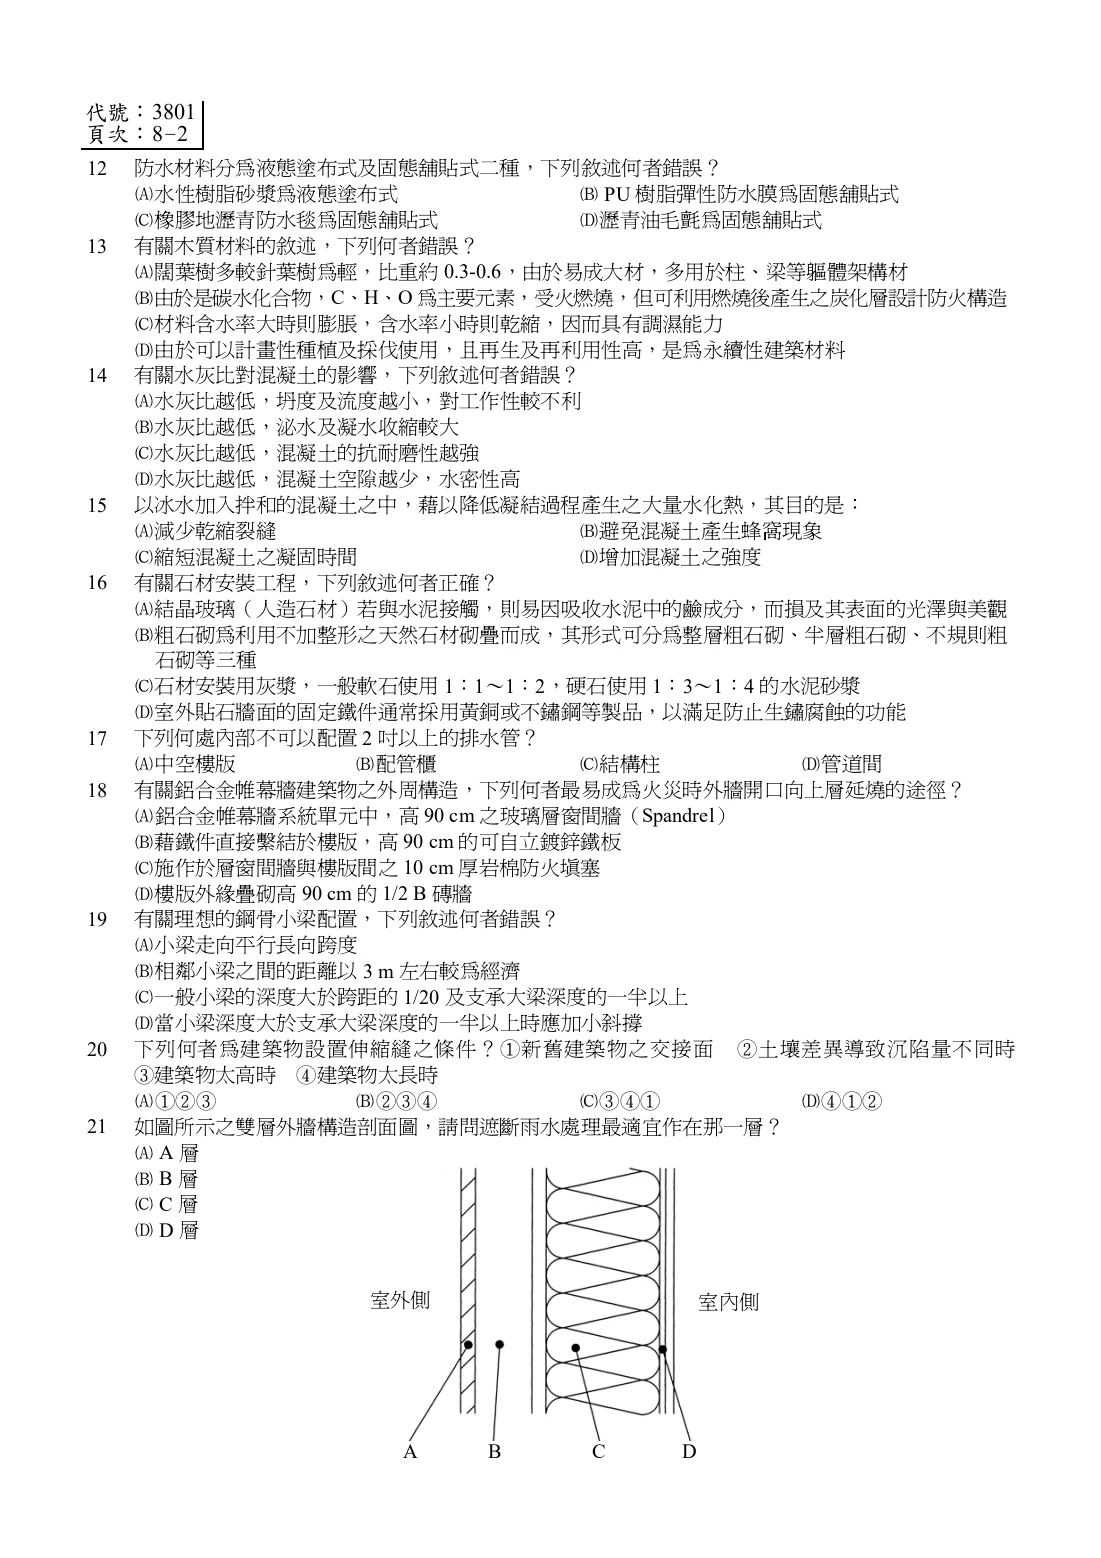 代號：3801
頁次：8-2
12 防水材料分為液態塗布式及固態舖貼式二種，下列敘述何者錯誤？
(A)水性樹脂砂漿為液態塗布式 (B) PU 樹脂彈性防水膜為固態舖貼式
(C)橡膠地瀝青防水毯為固態舖貼式 (D)瀝青油毛氈為固態舖貼式
13 有關木質材料的敘述，下列何者錯誤？
(A)闊葉樹多較針葉樹為輕，比重約 0.3-0.6，由於易成大材，多用於柱、梁等軀體架構材
(B)由於是碳水化合物，C、H、O 為主要元素，受火燃燒，但可利用燃燒後產生之炭化層設計防火構造
(C)材料含水率大時則膨脹，含水率小時則乾縮，因而具有調濕能力
(D)由於可以計畫性種植及採伐使用，且再生及再利用性高，是為永續性建築材料
14 有關水灰比對混凝土的影響，下列敘述何者錯誤？
(A)水灰比越低，坍度及流度越小，對工作性較不利
(B)水灰比越低，泌水及凝水收縮較大
(C)水灰比越低，混凝土的抗耐磨性越強
(D)水灰比越低，混凝土空隙越少，水密性高
15 以冰水加入拌和的混凝土之中，藉以降低凝結過程產生之大量水化熱，其目的是：
(A)減少乾縮裂縫 (B)避免混凝土產生蜂窩現象
(C)縮短混凝土之凝固時間 (D)增加混凝土之強度
16 有關石材安裝工程，下列敘述何者正確？
(A)結晶玻璃（人造石材）若與水泥接觸，則易因吸收水泥中的鹼成分，而損及其表面的光澤與美觀
(B)粗石砌為利用不加整形之天然石材砌疊而成，其形式可分為整層粗石砌、半層粗石砌、不規則粗
石砌等三種
(C)石材安裝用灰漿，一般軟石使用 1：1～1：2，硬石使用 1：3～1：4 的水泥砂漿
(D)室外貼石牆面的固定鐵件通常採用黃銅或不鏽鋼等製品，以滿足防止生鏽腐蝕的功能
17 下列何處內部不可以配置 2 吋以上的排水管？
(A)中空樓版 (B)配管櫃 (C)結構柱 (D)管道間
18 有關鋁合金帷幕牆建築物之外周構造，下列何者最易成為火災時外牆開口向上層延燒的途徑？
(A)鋁合金帷幕牆系統單元中，高 90 cm 之玻璃層窗間牆（Spandrel）
(B)藉鐵件直接繫結於樓版，高 90 cm 的可自立鍍鋅鐵板
(C)施作於層窗間牆與樓版間之 10 cm 厚岩棉防火塡塞
(D)樓版外緣疊砌高 90 cm 的 1/2 B 磚牆
19 有關理想的鋼骨小梁配置，下列敘述何者錯誤？
(A)小梁走向平行長向跨度
(B)相鄰小梁之間的距離以 3 m 左右較為經濟
(C)一般小梁的深度大於跨距的 1/20 及支承大梁深度的一半以上
(D)當小梁深度大於支承大梁深度的一半以上時應加小斜撐
20 下列何者為建築物設置伸縮縫之條件？①新舊建築物之交接面 ②土壤差異導致沉陷量不同時
③建築物太高時 ④建築物太長時
(A)①②③ (B)②③④ (C)③④① (D)④①②
21 如圖所示之雙層外牆構造剖面圖，請問遮斷雨水處理最適宜作在那一層？
(A) A 層
(B) B 層
(C) C 層
(D) D 層
室外側 室內側
A B C D